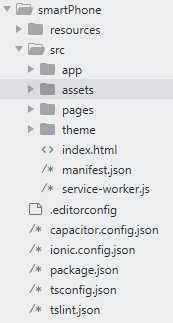 smartPhone
resources
src
app
assets
pages
theme
index.html
manifest.json
service-worker.js
.editorconfig
capacitor.config.json
ionic.config.json
package.json
tsconfig.json
tslint.json